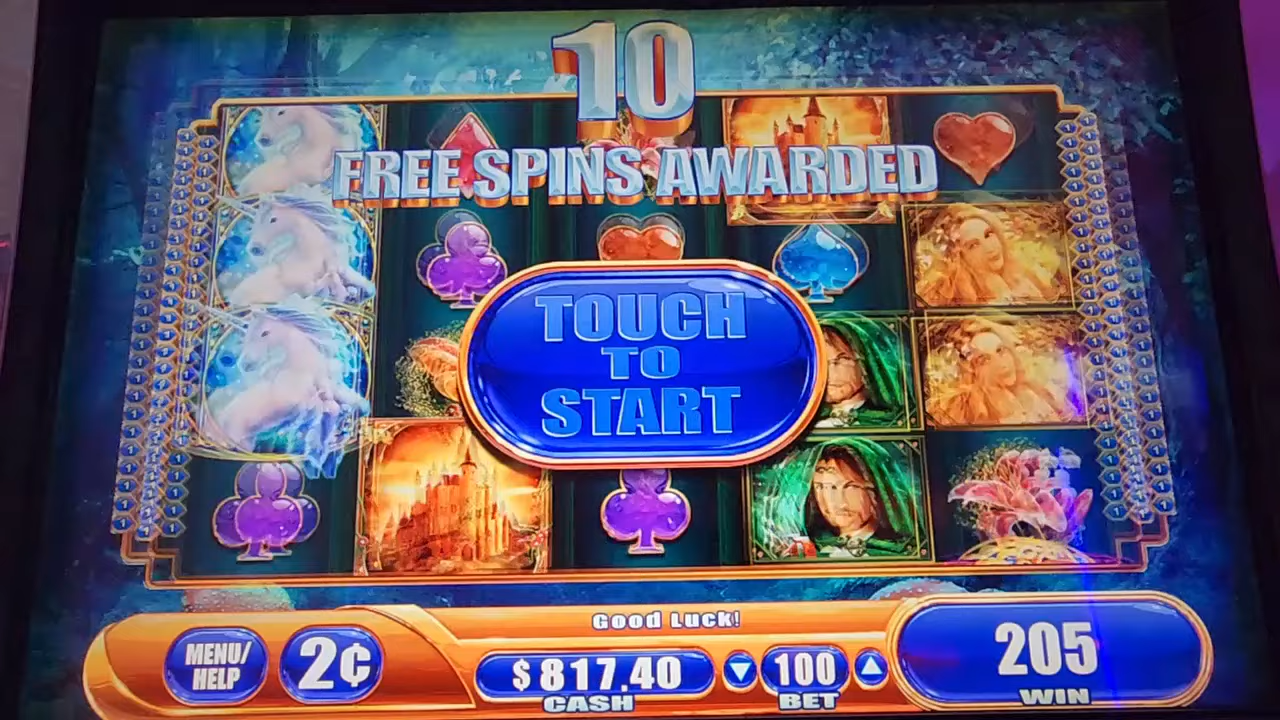 10
FREE SPINS AWARDED
TOUCH
TO
START
Good Luck!
MENU/
HELP
2¢
$817.40
CASH
100
BET
205
WIN